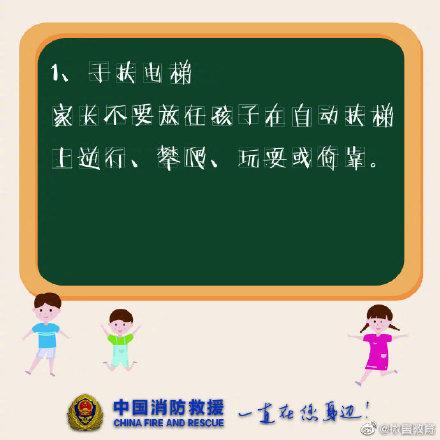 1、手扶电梯
家长不要放任孩子在自动扶梯
上逆行、攀爬、玩耍或倚靠。
中国消防救援
CHINA FIRE AND RESCUE
一直在您身边！